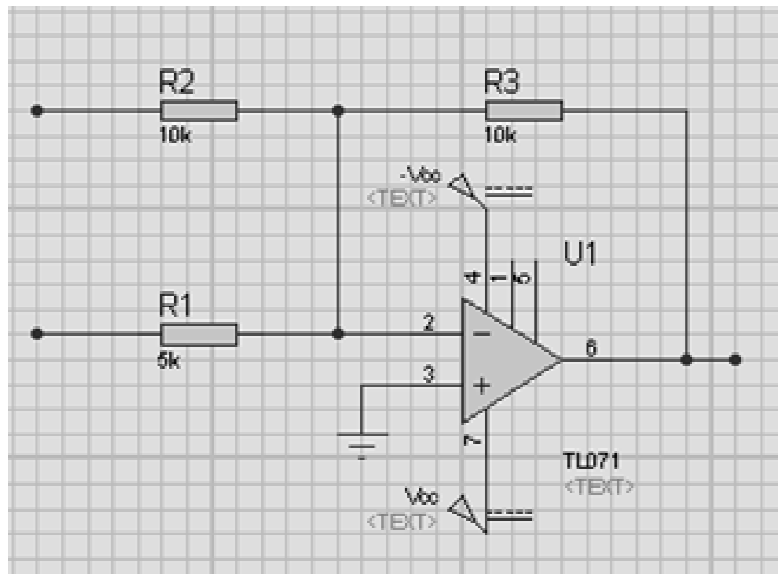 R2
10k
R3
10k
-Vcc
<TEXT>
U1
4
1
5
R1
5k
2
−
3
+
6
7
TL071
<TEXT>
Vcc
<TEXT>